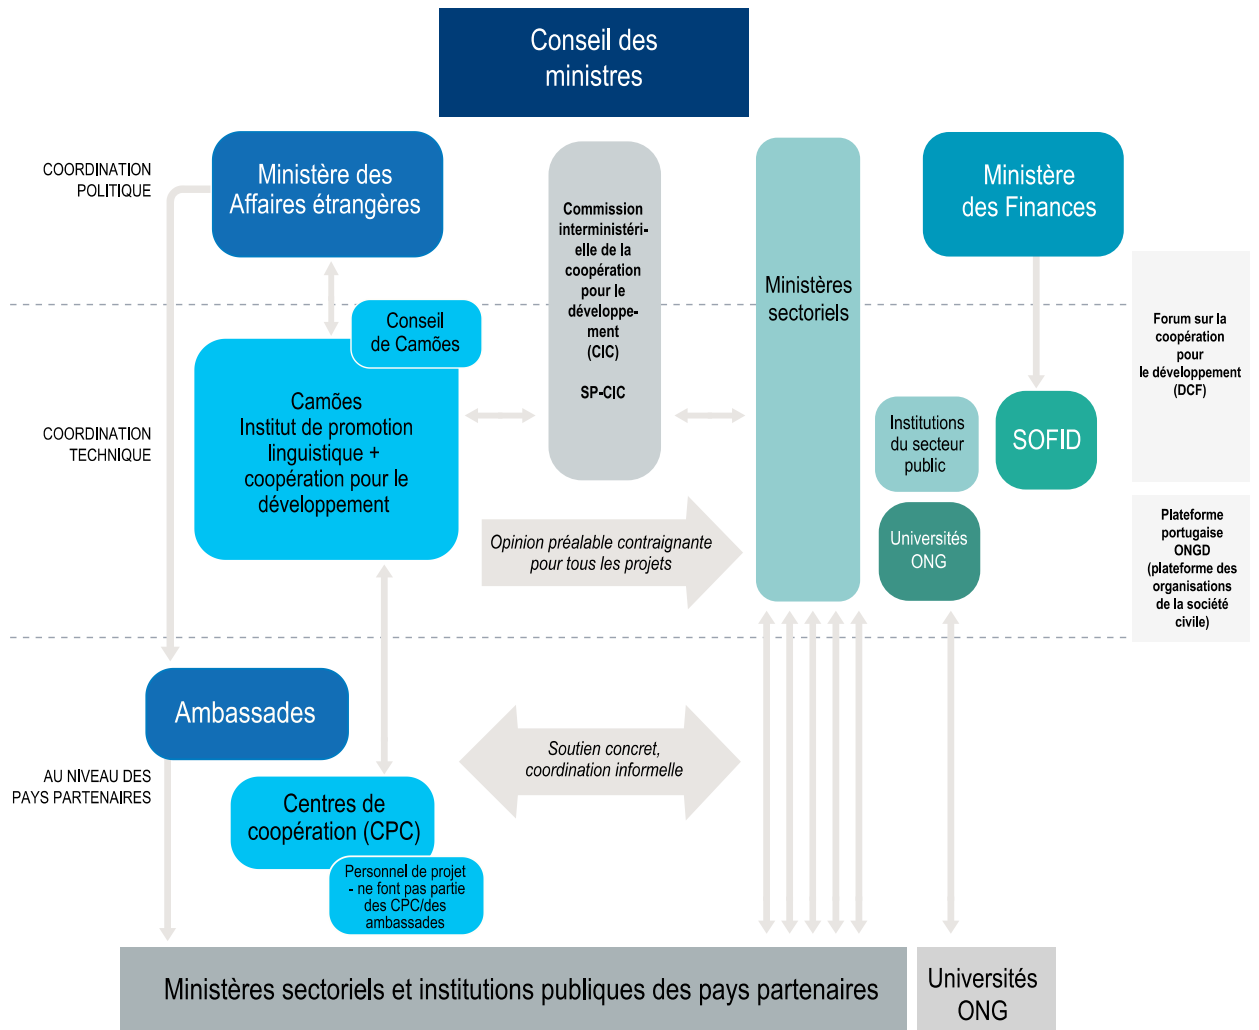 Conseil des
ministres
COORDINATION
POLITIQUE
Ministère des
Affaires étrangères
Commission
interministéri-
elle de la
coopération
pour le
développe-
ment
(CIC)
SP-CIC
Ministères
sectoriels
Ministère
des Finances
Forum sur la
coopération
pour
le développement
(DCF)
Conseil
de Camões
COORDINATION
TECHNIQUE
Camões
Institut de promotion
linguistique +
coopération pour le
développement
Institutions
du secteur
public
SOFID
Opinion préalable contraignante
pour tous les projets
Universités
ONG
Plateforme
portugaise
ONGD
(plateforme des
organisations
de la société
civile)
Ambassades
AU NIVEAU DES
PAYS PARTENAIRES
Soutien concret,
coordination informelle
Centres de
coopération (CPC)
Personnel de projet
- ne font pas partie
des CPC/des
ambassades
Ministères sectoriels et institutions publiques des pays partenaires
Universités
ONG